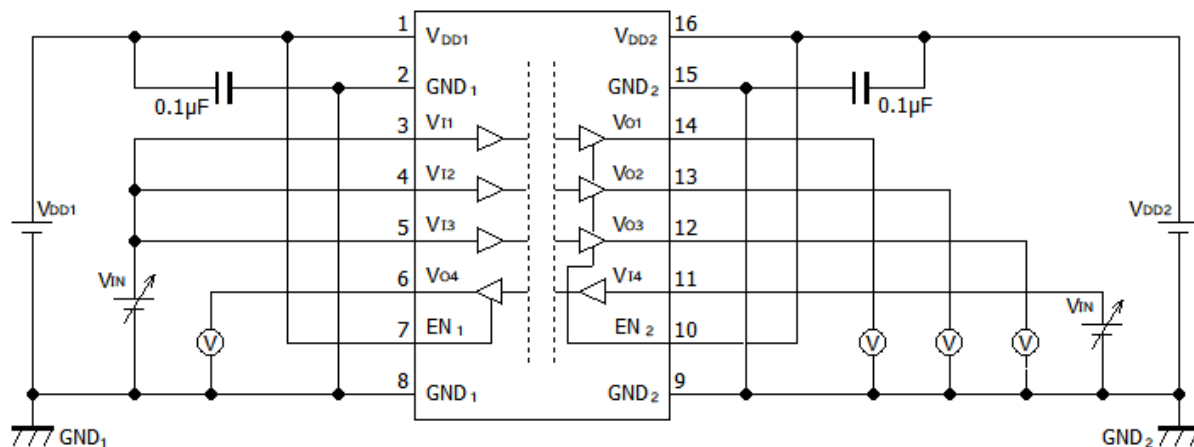 1 VDD1 VDD2 16
2 GND1 GND2 15
0.1μF 0.1μF
3 VI1 VO1 14
4 VI2 VO2 13
VDD1 VDD2
5 VI3 VO3 12
VIN 6 VO4 VI4 11 VIN
V 7 EN1 EN2 10 V V V
8 GND1 GND2 9
GND1 GND2